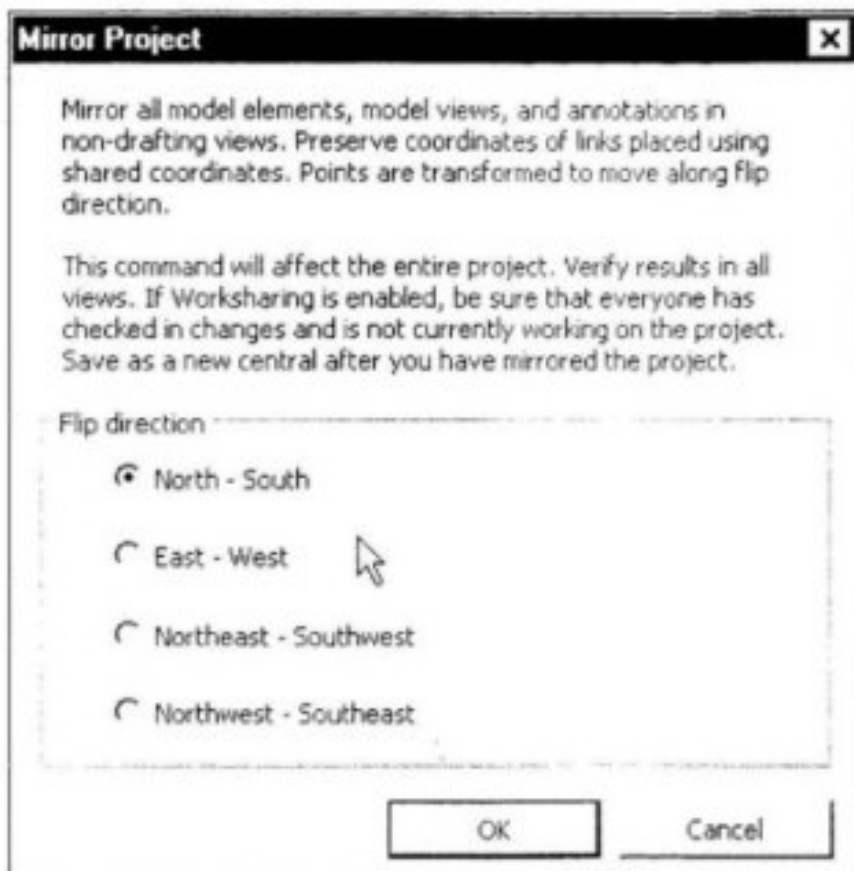 Mirror Project
Mirror all model elements, model views, and annotations in
non-drafting views. Preserve coordinates of links placed using
shared coordinates. Points are transformed to move along flip
direction.
This command will affect the entire project. Verify results in all
views. If Worksharing is enabled, be sure that everyone has
checked in changes and is not currently working on the project.
Save as a new central after you have mirrored the project.
Flip direction
North - South
East - West
Northeast - Southwest
Northwest - Southeast
OK Cancel